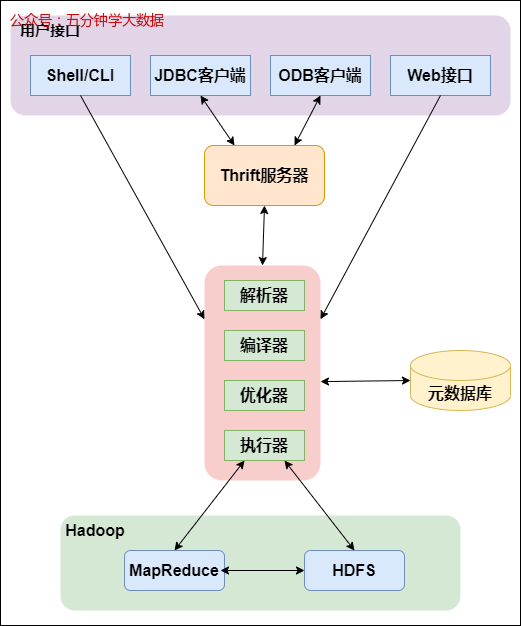 公众号：五分钟学大数据
用户接口
Shell/CLI
JDBC客户端
ODB客户端
Web接口
Thrift服务器
解析器
编译器
优化器
执行器
元数据库
Hadoop
MapReduce
HDFS